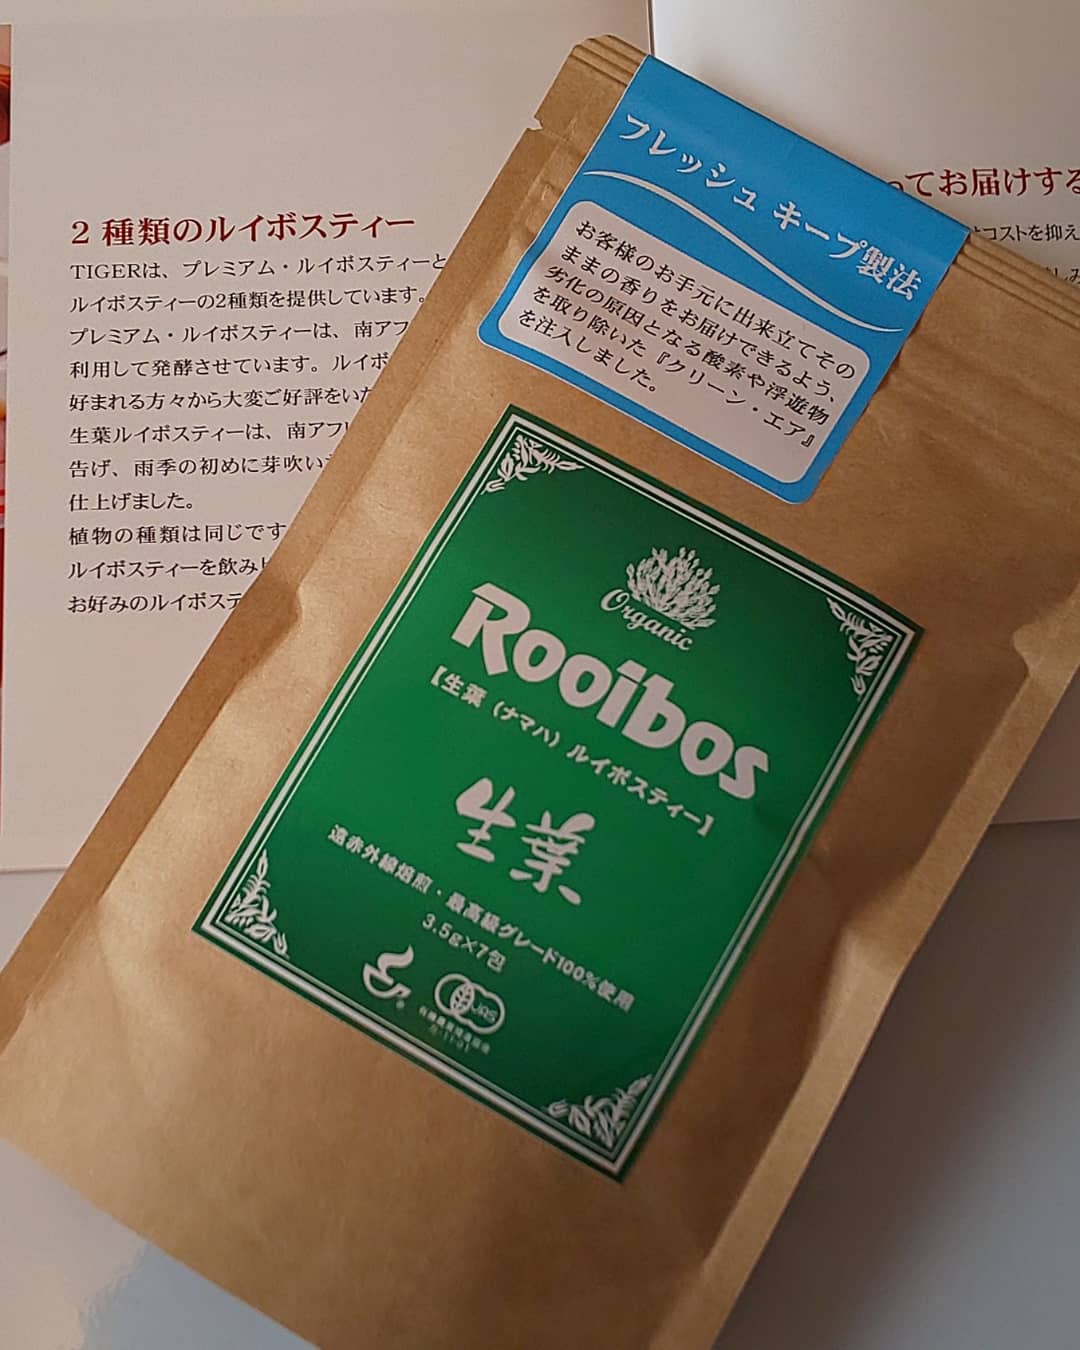 2 種類のルイボスティー
TIGERは、プレミアム・ルイボスティーと
ルイボスティーの2種類を提供しています。
プレミアム・ルイボスティーは、南アフ
利用して発酵させています。ルイボ
好まれる方々から大変ご好評をいた
生葉ルイボスティーは、南アフリ
告げ、雨季の初めに芽吹い
仕上げました。
植物の種類は同じです
ルイボスティーを飲み
お好みのルイボステ
ってお届けする
コストを抑え
しみ
フレッシュ キープ製法
お客様のお手元に出来立てその
ままの香りをお届けできるよう、
劣化の原因となる酸素や浮遊物
を取り除いた『クリーン・エア』
を注入しました。
Organic
Rooibos
【生葉（ナマハ）ルイボスティー】
生葉
遠赤外線焙煎・最高級グレード100%使用
3.5g×7包
JAS